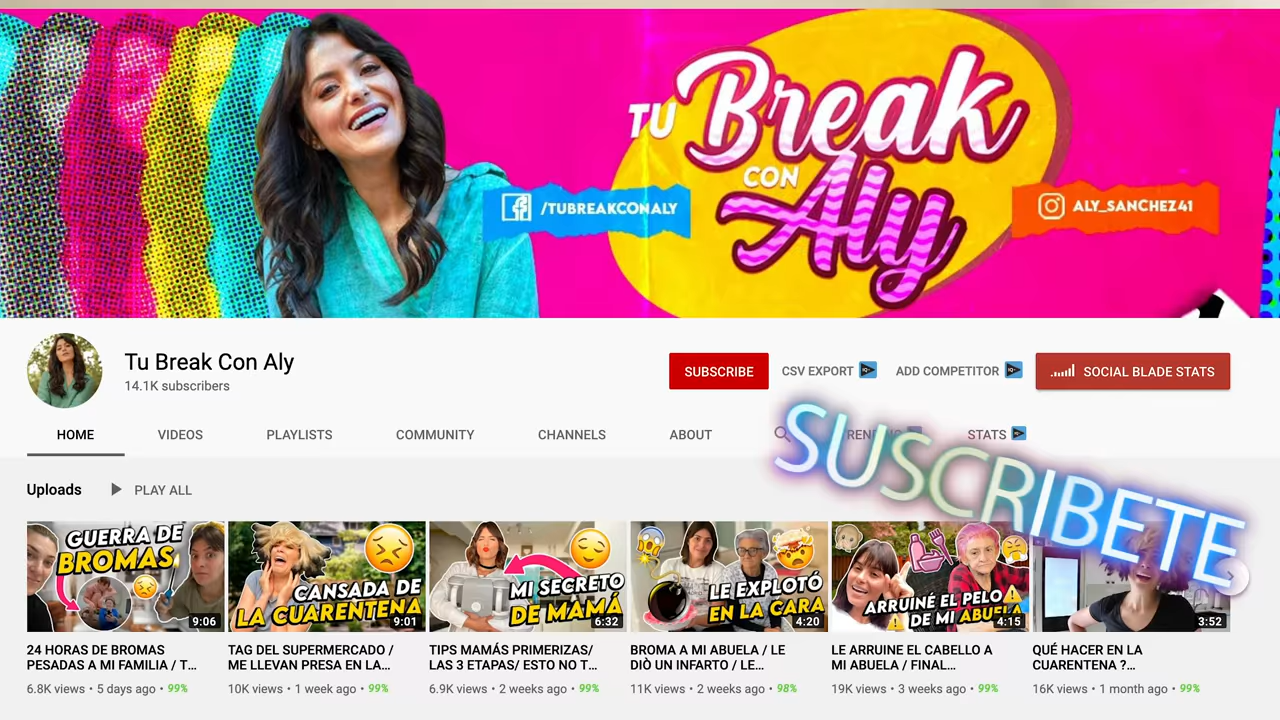 TU Break
CON
Aly
/TUBREAKCONALY
ALY_SANCHEZ41
Tu Break Con Aly
14.1K subscribers
SUBSCRIBE
CSV EXPORT
ADD COMPETITOR
SOCIAL BLADE STATS
HOME VIDEOS PLAYLISTS COMMUNITY CHANNELS ABOUT STATS
SUSCRIBETE
Uploads PLAY ALL
GUERRA DE
BROMAS
9:06
CANSADA DE
LA CUARENTENA
9:01
MI SECRETO
DE MAMÁ
6:32
LE EXPLOTÓ
EN LA CARA
4:20
ARRUINÉ EL PELO
DE MI ABUELA
4:15
3:52
24 HORAS DE BROMAS
PESADAS A MI FAMILIA / T...
6.8K views • 5 days ago • 99%
TAG DEL SUPERMERCADO /
ME LLEVAN PRESA EN LA...
10K views • 1 week ago • 99%
TIPS MAMÁS PRIMERIZAS/
LAS 3 ETAPAS/ ESTO NO T...
6.9K views • 2 weeks ago • 99%
BROMA A MI ABUELA / LE
DIÒ UN INFARTO / LE...
11K views • 2 weeks ago • 98%
LE ARRUINE EL CABELLO A
MI ABUELA / FINAL...
19K views • 3 weeks ago • 99%
QUÉ HACER EN LA
CUARENTENA ?...
16K views • 1 month ago • 99%